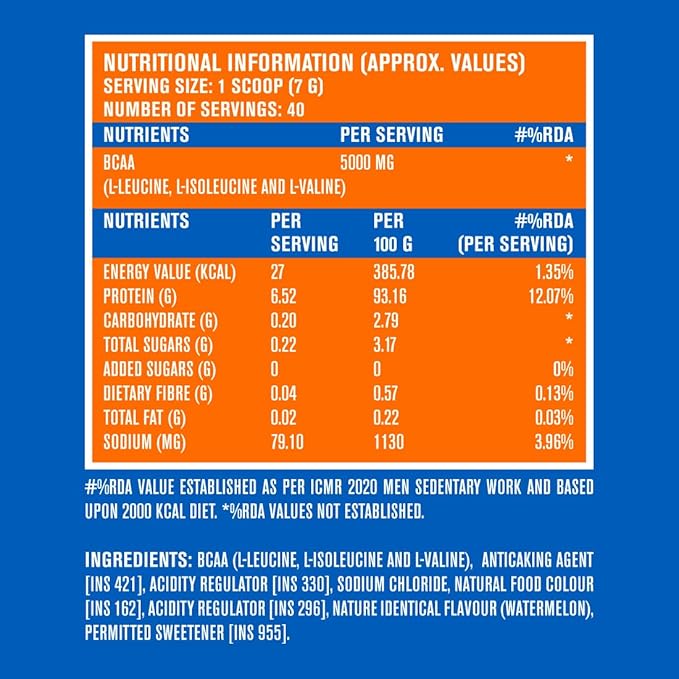 NUTRITIONAL INFORMATION (APPROX. VALUES)
SERVING SIZE: 1 SCOOP (7 G)
NUMBER OF SERVINGS: 40
NUTRIENTS PER SERVING #%RDA
BCAA 5000 MG *
(L-LEUCINE, L-ISOLEUCINE AND L-VALINE)
NUTRIENTS PER SERVING PER 100 G #%RDA (PER SERVING)
ENERGY VALUE (KCAL) 27 385.78 1.35%
PROTEIN (G) 6.52 93.16 12.07%
CARBOHYDRATE (G) 0.20 2.79 *
TOTAL SUGARS (G) 0.22 3.17 *
ADDED SUGARS (G) 0 0 0%
DIETARY FIBRE (G) 0.04 0.57 0.13%
TOTAL FAT (G) 0.02 0.22 0.03%
SODIUM (MG) 79.10 1130 3.96%
#%RDA VALUE ESTABLISHED AS PER ICMR 2020 MEN SEDENTARY WORK AND BASED
UPON 2000 KCAL DIET. *%RDA VALUES NOT ESTABLISHED.
INGREDIENTS: BCAA (L-LEUCINE, L-ISOLEUCINE AND L-VALINE), ANTICAKING AGENT
[INS 421], ACIDITY REGULATOR [INS 330], SODIUM CHLORIDE, NATURAL FOOD COLOUR
[INS 162], ACIDITY REGULATOR [INS 296], NATURE IDENTICAL FLAVOUR (WATERMELON),
PERMITTED SWEETENER [INS 955].